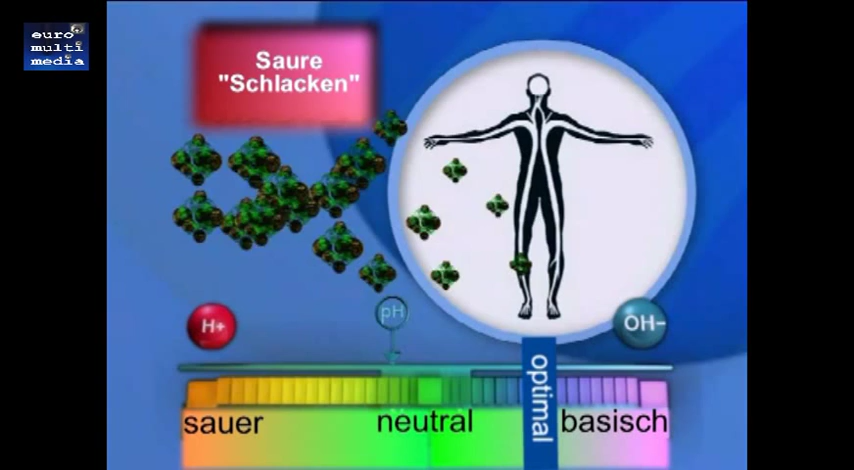 euro
multi
media
Saure
"Schlacken"
H+
pH
OH−
optimal
sauer
neutral
basisch